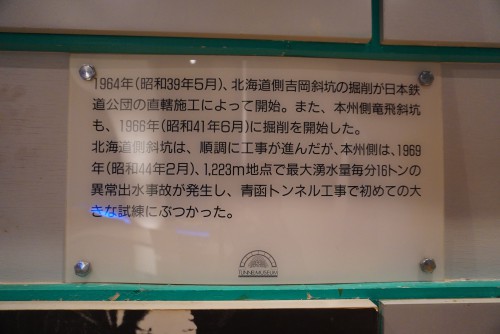 1964年(昭和39年5月)、北海道側吉岡斜坑の掘削が日本鉄
道公団の直轄施工によって開始。また、本州側竜飛斜坑
も、1966年(昭和41年6月)に掘削を開始した。
北海道側斜坑は、順調に工事が進んだが、本州側は、1969
年(昭和44年2月)、1,223m地点で最大湧水量毎分16トンの
異常出水事故が発生し、青函トンネル工事で初めての大
きな試練にぶつかった。
TUNNEL MUSEUM